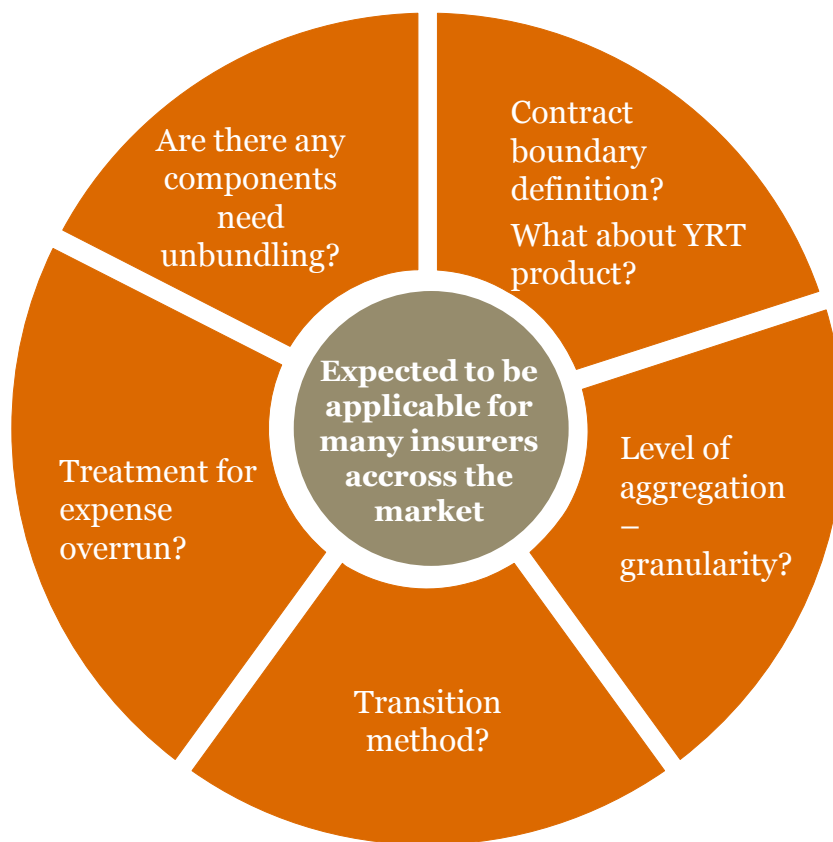 Are there any
components
need
unbundling?
Contract
boundary
definition?
What about YRT
product?
Expected to be
applicable for
many insurers
accross the
market
Treatment for
expense
overrun?
Level of
aggregation
–
granularity?
Transition
method?